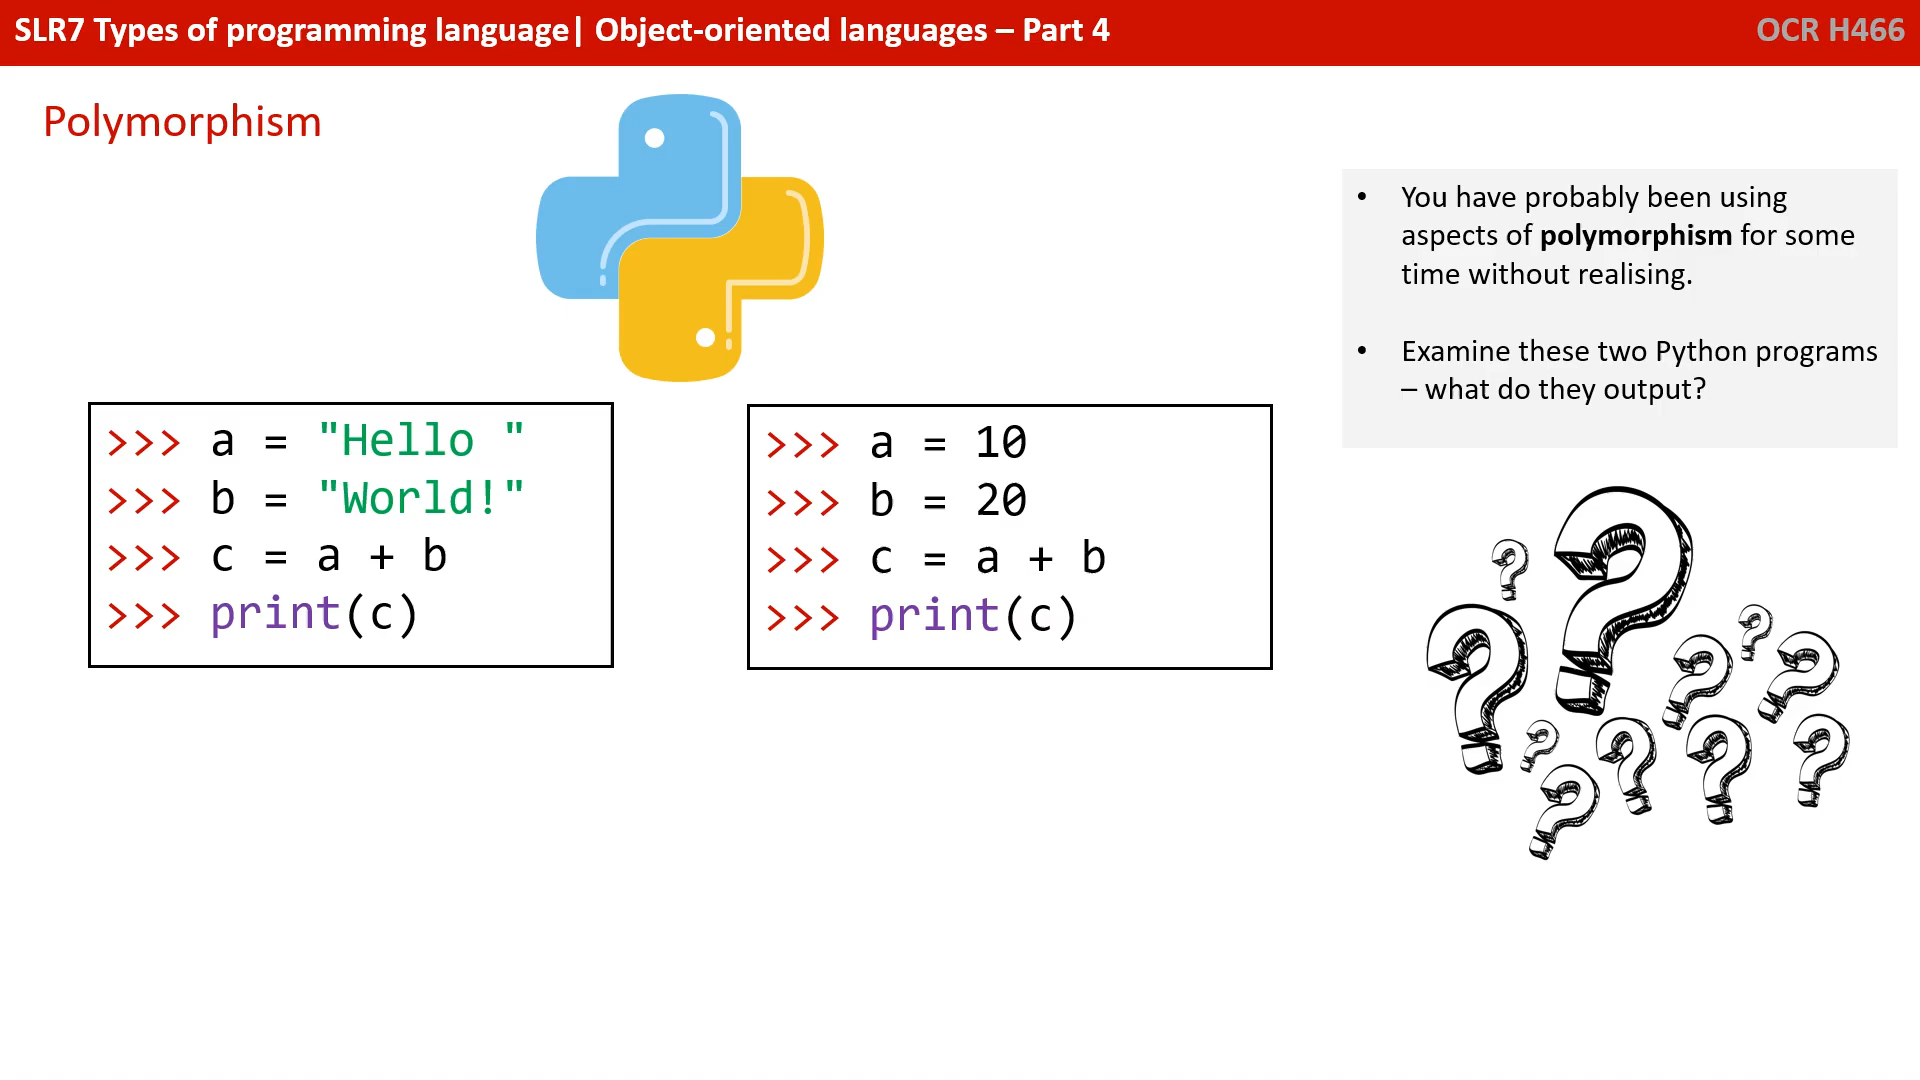 SLR7 Types of programming language| Object-oriented languages – Part 4
OCR H466
Polymorphism
>>> a = "Hello "
>>> b = "World!"
>>> c = a + b
>>> print(c)
>>> a = 10
>>> b = 20
>>> c = a + b
>>> print(c)
• You have probably been using
aspects of polymorphism for some
time without realising.
• Examine these two Python programs
– what do they output?